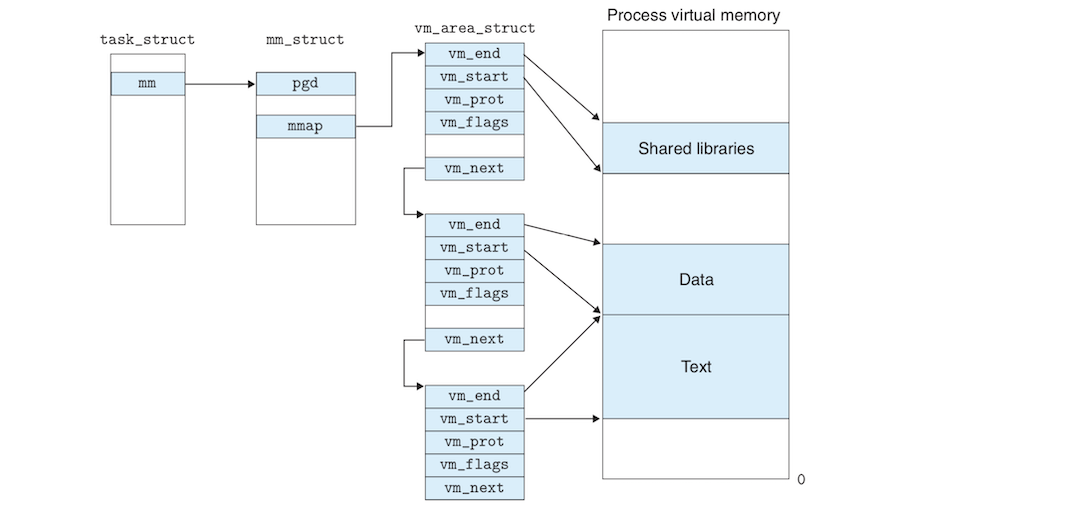 Process virtual memory
vm_area_struct
task_struct
mm_struct
mm
pgd
mmap
vm_end
vm_start
vm_prot
vm_flags
vm_next
vm_end
vm_start
vm_prot
vm_flags
vm_next
vm_end
vm_start
vm_prot
vm_flags
vm_next
Shared libraries
Data
Text
0